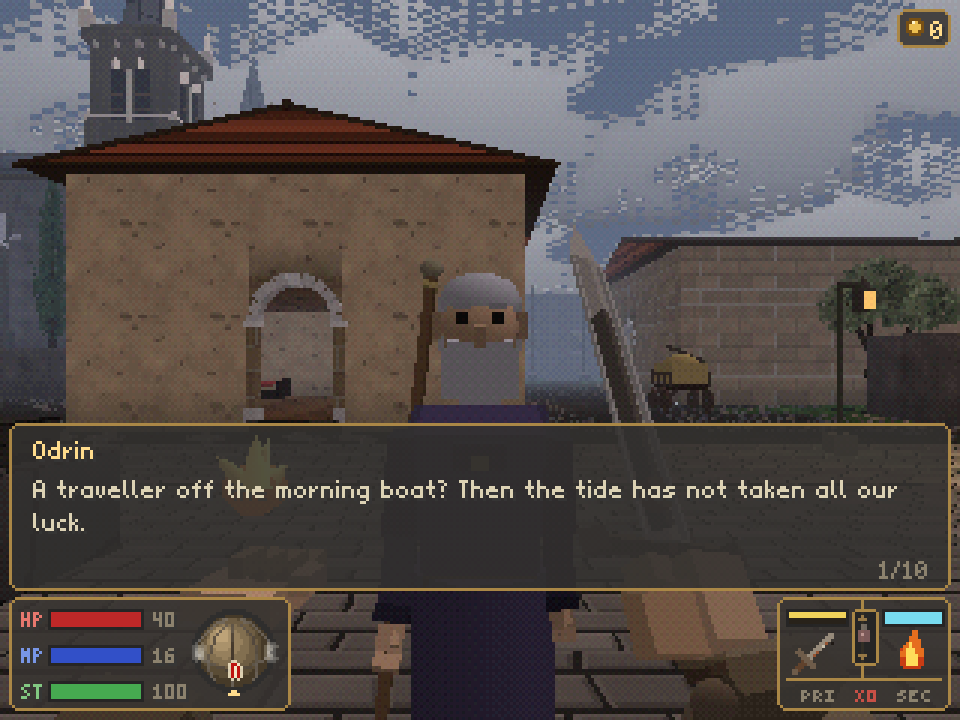 0
Odrin
A traveller off the morning boat? Then the tide has not taken all our
luck.
1/10
HP 40
MP 16
ST 100
0
PRI X0 SEC